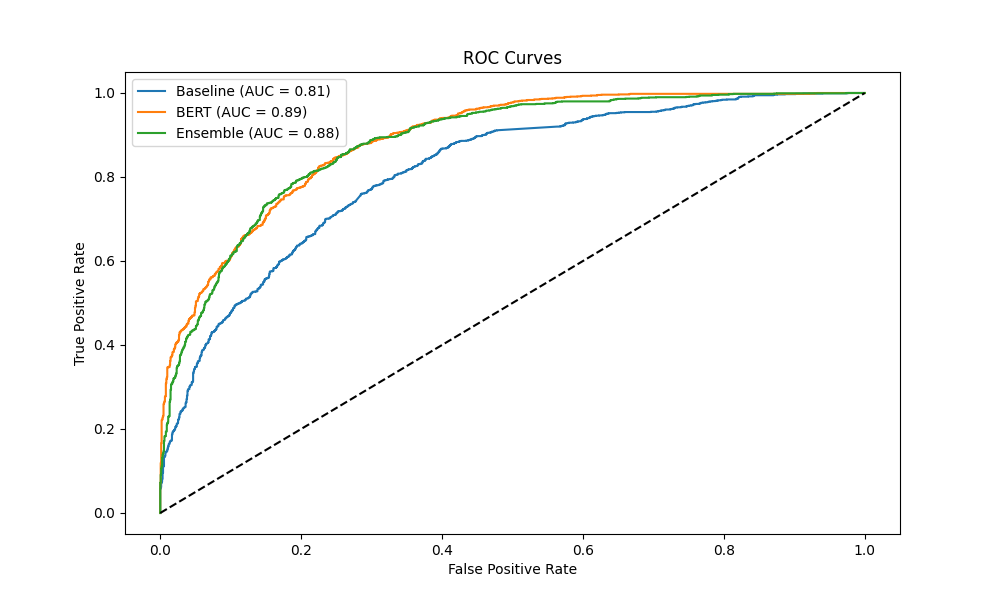 ROC Curves
Baseline (AUC = 0.81)
BERT (AUC = 0.89)
Ensemble (AUC = 0.88)
True Positive Rate
1.0
0.8
0.6
0.4
0.2
0.0
0.0 0.2 0.4 0.6 0.8 1.0
False Positive Rate